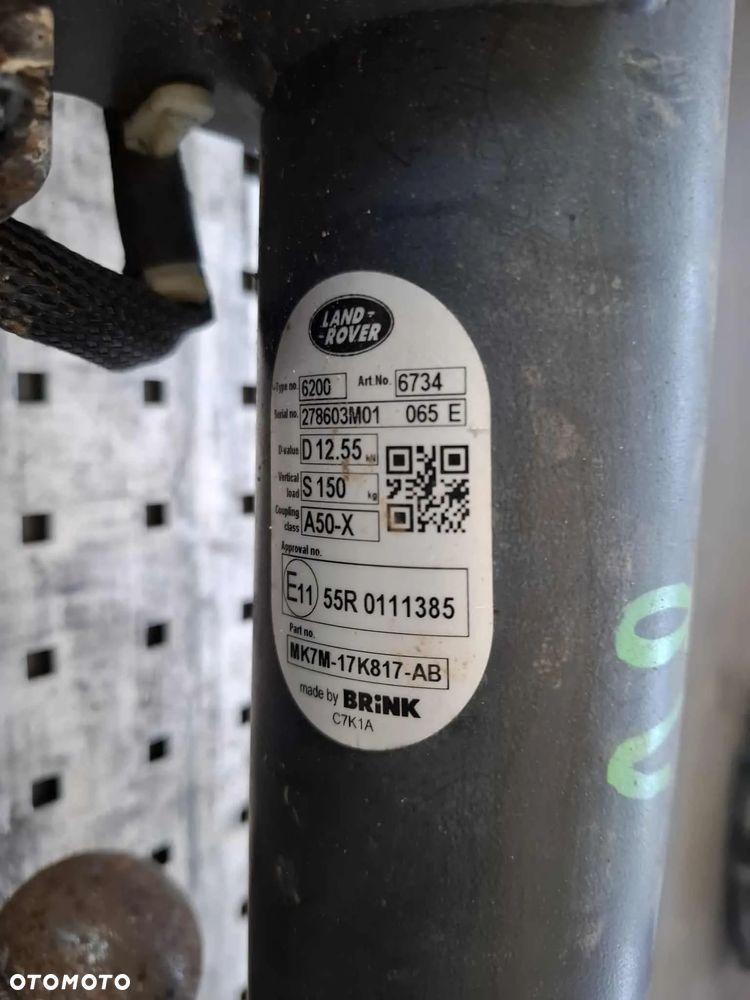 LAND-
-ROVER
Type no. 6200 Art.No. 6734
Serial no. 278603M01 065 E
D-value D 12.55 kN
Vertical load S 150 kg
Coupling class A50-X
Approval no.
E11 55R 0111385
Part no.
MK7M-17K817-AB
made by BRiNK
C7K1A
OTOMOTO